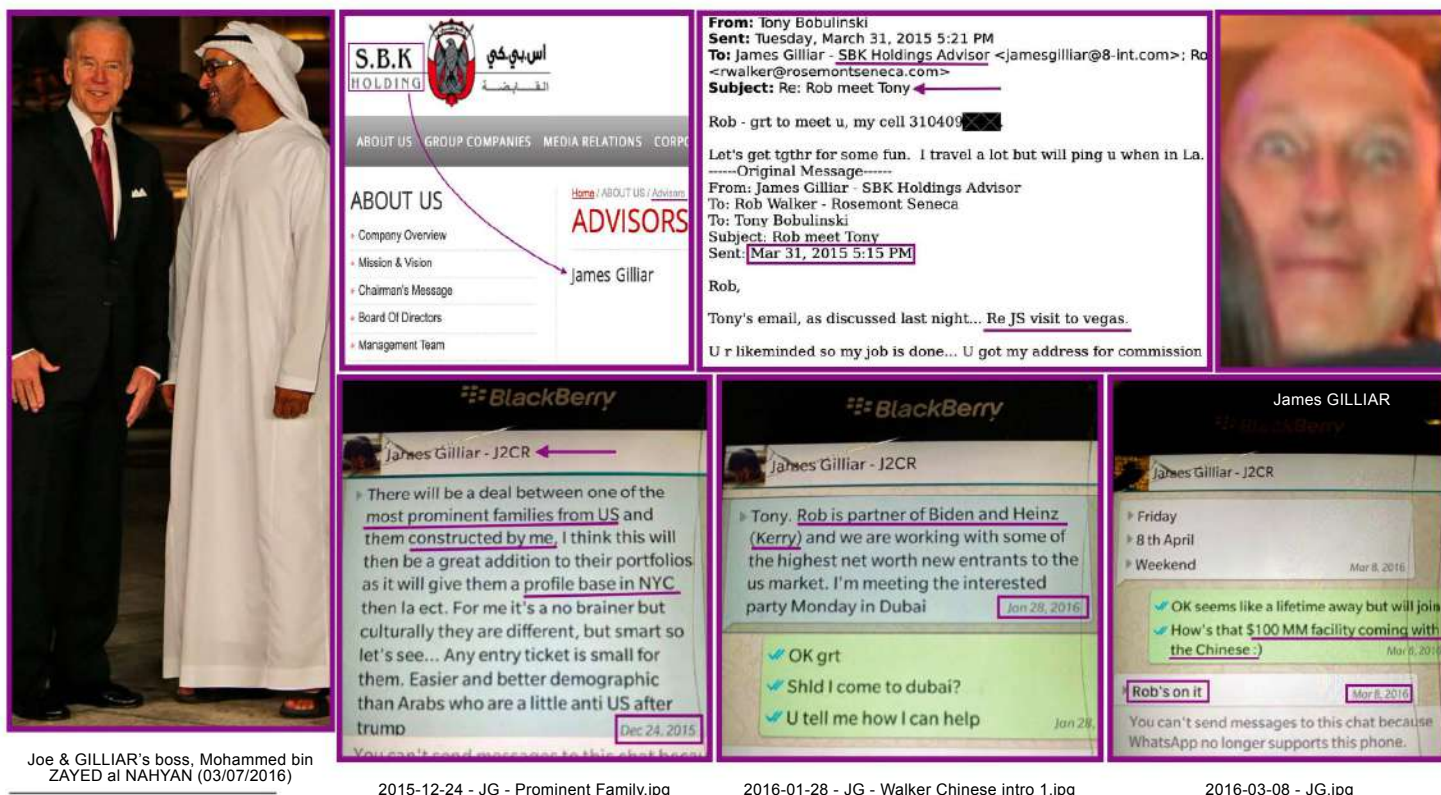 S.B.K
HOLDING
اس.بي.كي
القـــابـــضـة
ABOUT US GROUP COMPANIES MEDIA RELATIONS CORPO
ABOUT US
Company Overview
Mission & Vision
Chairman's Message
Board Of Directors
Management Team
Home / ABOUT US / Advisors
ADVISORS
James Gilliar
From: Tony Bobulinski
Sent: Tuesday, March 31, 2015 5:21 PM
To: James Gilliar - SBK Holdings Advisor <jamesgilliar@8-int.com>; Ro
<rwalker@rosemontseneca.com>
Subject: Re: Rob meet Tony
Rob - grt to meet u, my cell 310409
Let's get tgthr for some fun. I travel a lot but will ping u when in La.
------Original Message------
From: James Gilliar - SBK Holdings Advisor
To: Rob Walker - Rosemont Seneca
To: Tony Bobulinski
Subject: Rob meet Tony
Sent: Mar 31, 2015 5:15 PM
Rob,
Tony's email, as discussed last night... Re JS visit to vegas.
U r likeminded so my job is done... U got my address for commission
BlackBerry
James Gilliar - J2CR
There will be a deal between one of the
most prominent families from US and
them constructed by me, I think this will
then be a great addition to their portfolios
as it will give them a profile base in NYC
then la ect. For me it's a no brainer but
culturally they are different, but smart so
let's see... Any entry ticket is small for
them. Easier and better demographic
than Arabs who are a little anti US after
trump
Dec 24, 2015
You can't send messages to this chat becau
BlackBerry
James Gilliar - J2CR
Tony. Rob is partner of Biden and Heinz
(Kerry) and we are working with some of
the highest net worth new entrants to the
us market. I'm meeting the interested
party Monday in Dubai
Jan 28, 2016
OK grt
Shld I come to dubai?
U tell me how I can help
Jan 28,
James GILLIAR
BlackBerry
James Gilliar - J2CR
Friday
8 th April
Weekend
Mar 8, 2016
OK seems like a lifetime away but will join
How's that $100 MM facility coming with
the Chinese :)
Mar 8, 2016
Rob's on it
Mar 8, 2016
You can't send messages to this chat because
WhatsApp no longer supports this phone.
Joe & GILLIAR's boss, Mohammed bin
ZAYED al NAHYAN (03/07/2016)
2015-12-24 - JG - Prominent Family.jpg
2016-01-28 - JG - Walker Chinese intro 1.jpg
2016-03-08 - JG.jpg